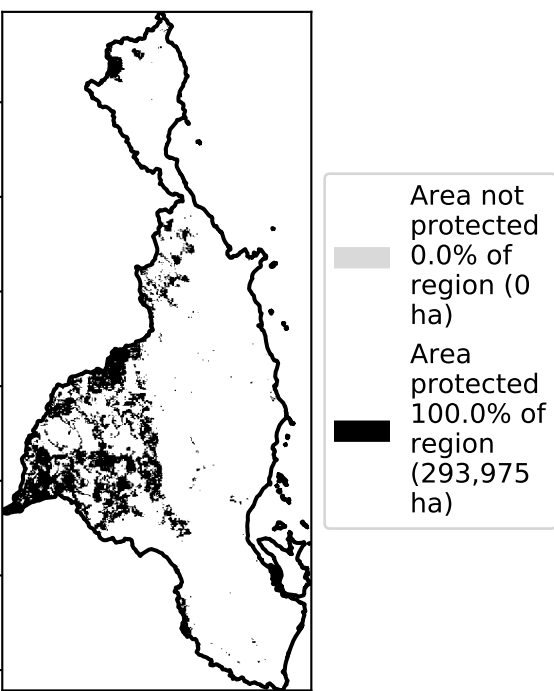 Area not
protected
0.0% of
region (0
ha)
Area
protected
100.0% of
region
(293,975
ha)